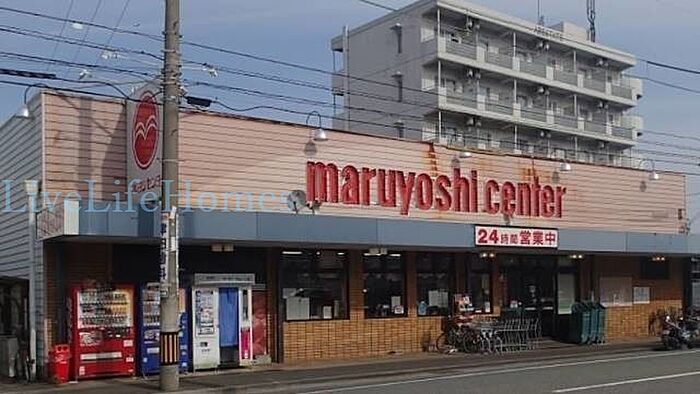 LiveLifeHomes
maruyoshi center
24時間営業中